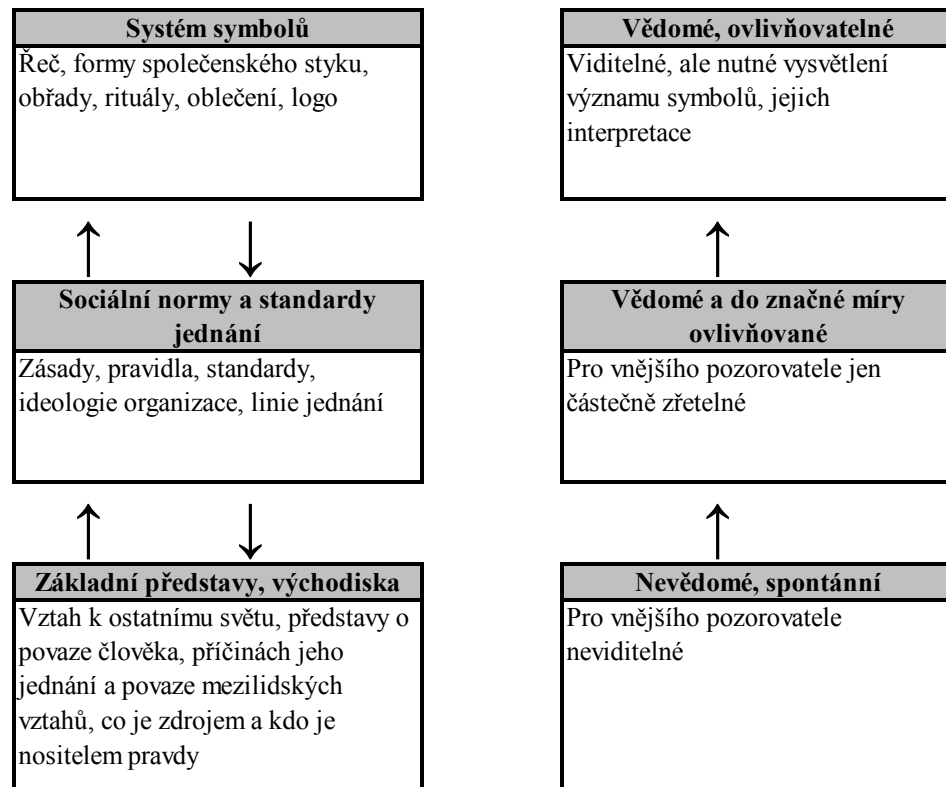 Systém symbolů
Řeč, formy společenského styku,
obřady, rituály, oblečení, logo
Vědomé, ovlivňovatelné
Viditelné, ale nutné vysvětlení
významu symbolů, jejich
interpretace
Sociální normy a standardy
jednání
Zásady, pravidla, standardy,
ideologie organizace, linie jednání
Vědomé a do značné míry
ovlivňované
Pro vnějšího pozorovatele jen
částečně zřetelné
Základní představy, východiska
Vztah k ostatnímu světu, představy o
povaze člověka, příčinách jeho
jednání a povaze mezilidských
vztahů, co je zdrojem a kdo je
nositelem pravdy
Nevědomé, spontánní
Pro vnějšího pozorovatele
neviditelné